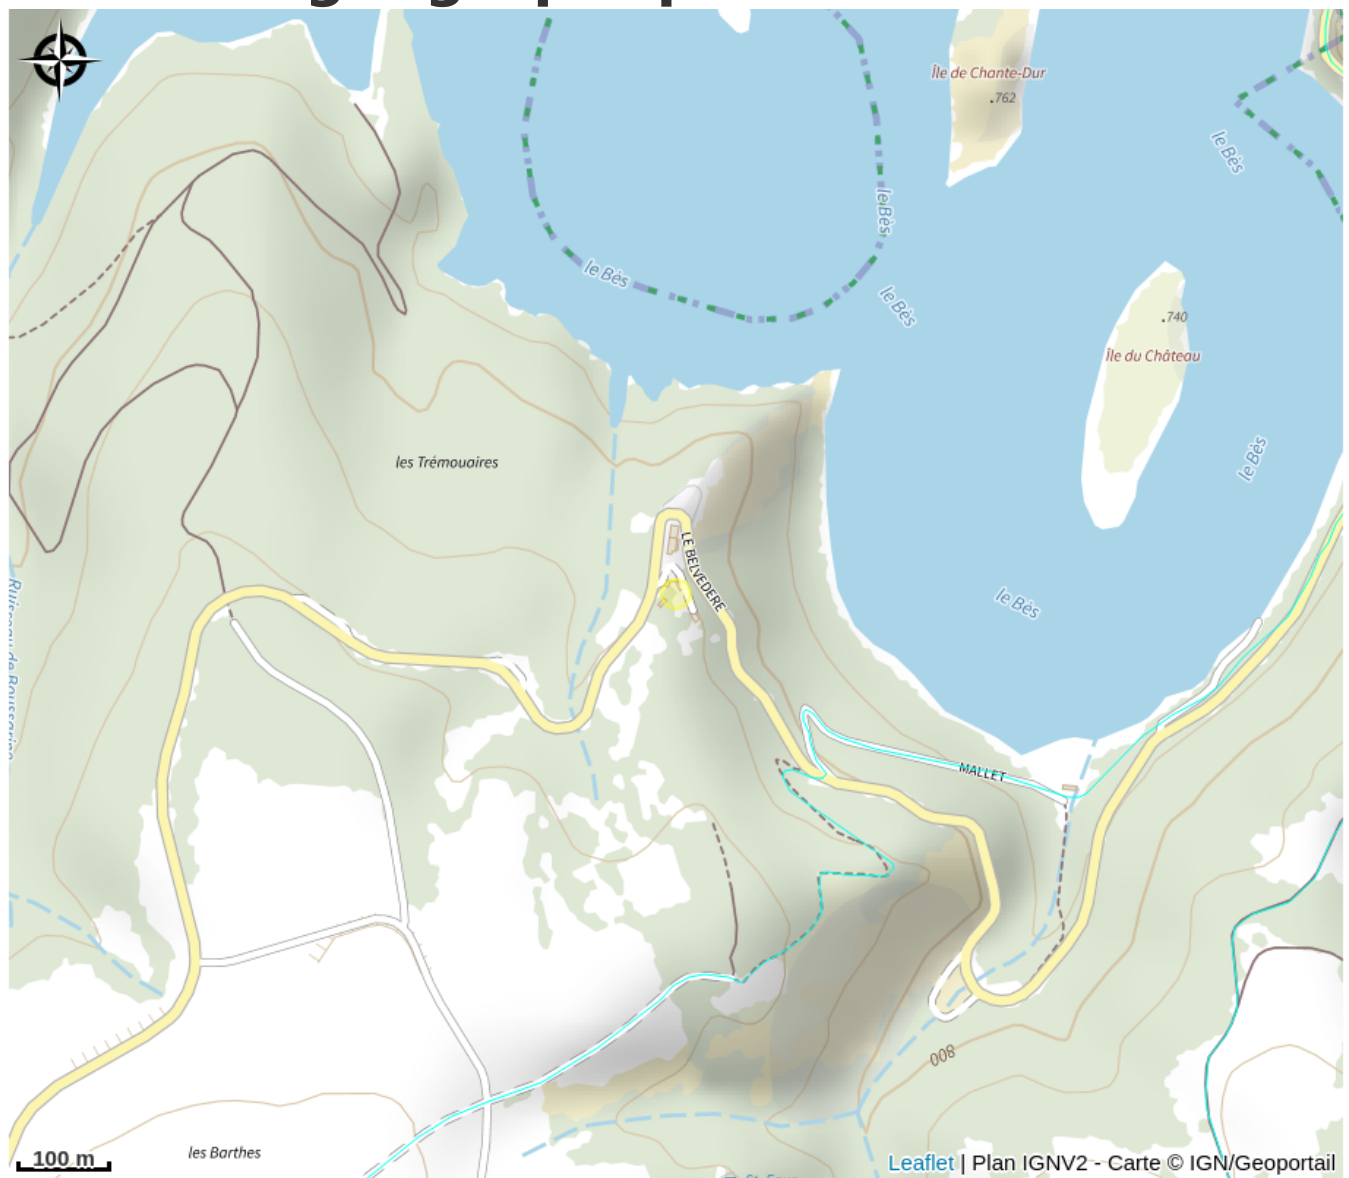 Île de Chante-Dur
.762
le Bès
le Bès
le Bès
le Bès
.740
Île du Château
le Bès
les Trémouaires
LE BELVEDERE
le Bès
MALLET
800
les Barthes
100 m
Leaflet | Plan IGNV2 - Carte © IGN/Geoportail